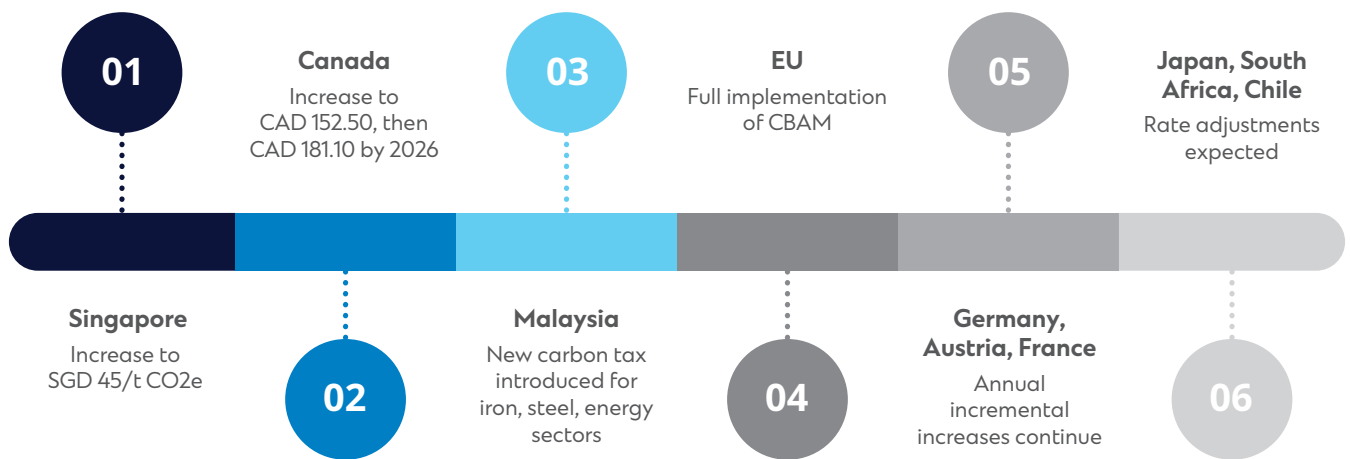 01
Singapore
Increase to
SGD 45/t CO2e
Canada
Increase to
CAD 152.50, then
CAD 181.10 by 2026
02
03
Malaysia
New carbon tax
introduced for
iron, steel, energy
sectors
EU
Full implementation
of CBAM
04
05
Germany,
Austria, France
Annual
incremental
increases continue
Japan, South
Africa, Chile
Rate adjustments
expected
06